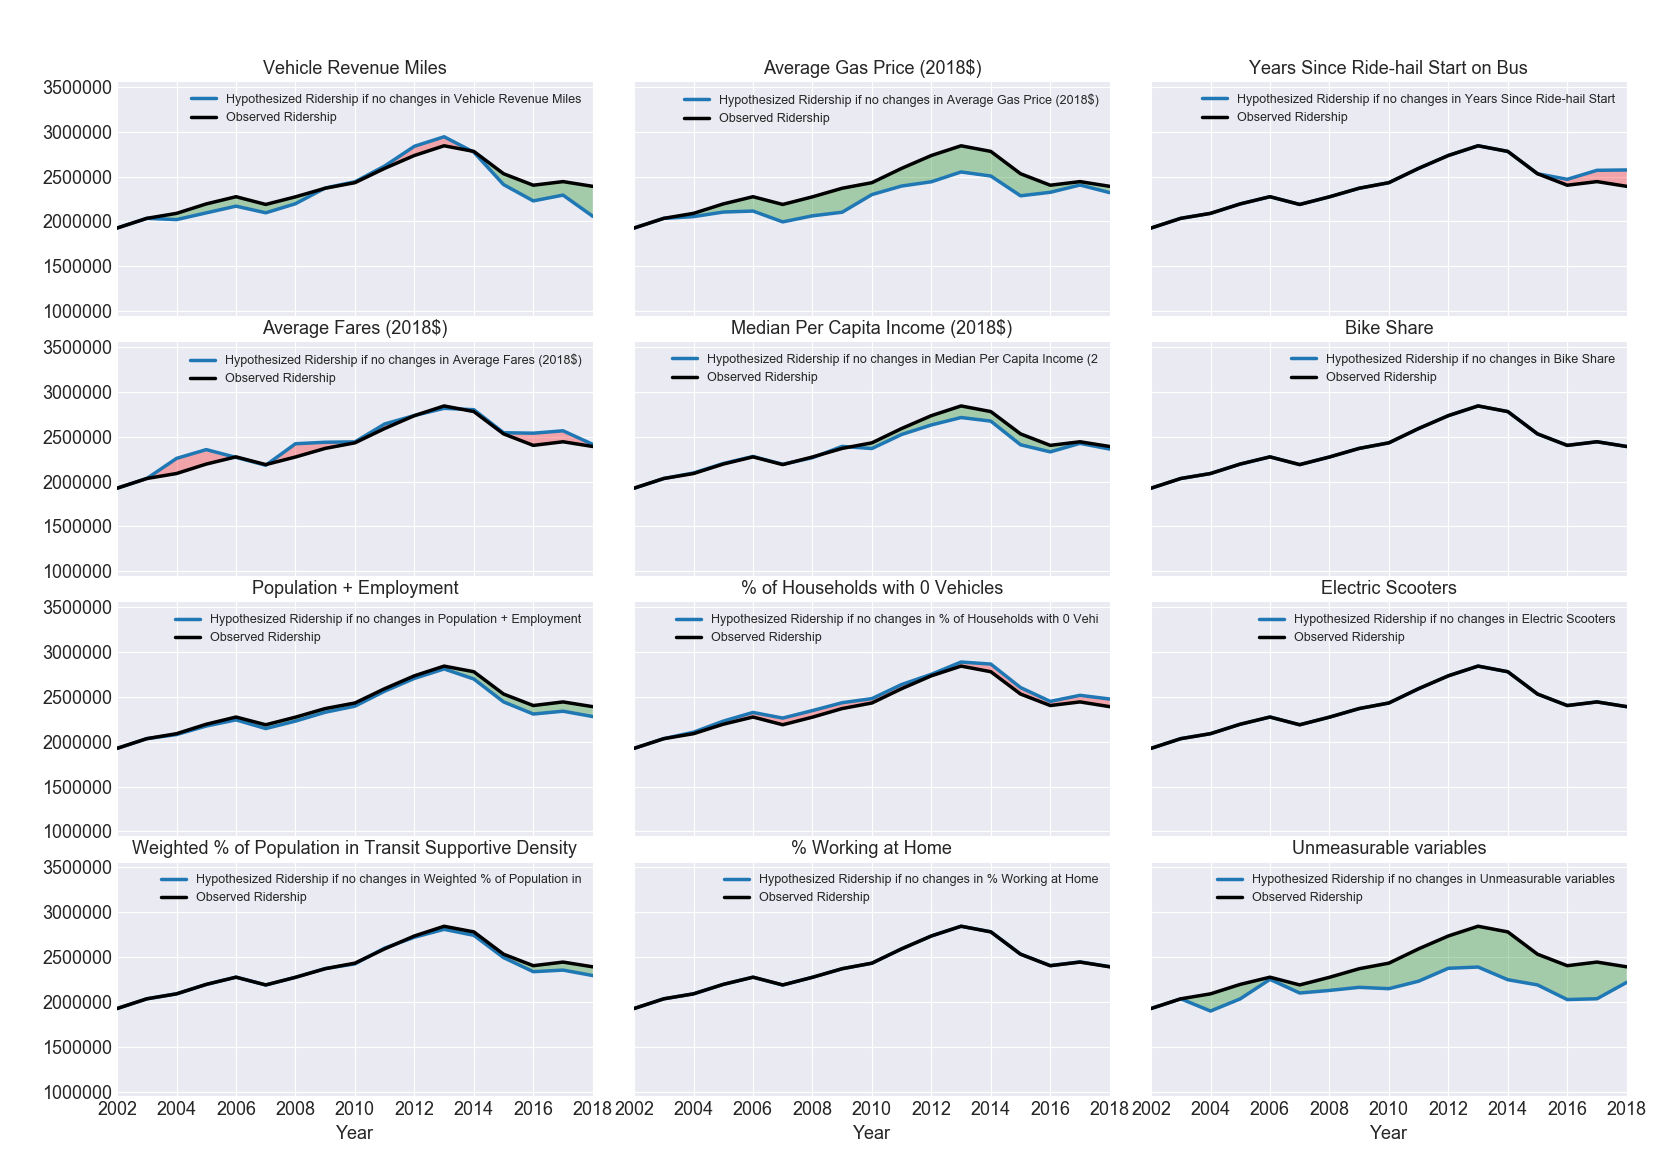 Vehicle Revenue Miles
3500000
3000000
2500000
2000000
1500000
1000000
Hypothesized Ridership if no changes in Vehicle Revenue Miles
Observed Ridership
Average Gas Price (2018$)
Hypothesized Ridership if no changes in Average Gas Price (2018$)
Observed Ridership
Years Since Ride-hail Start on Bus
Hypothesized Ridership if no changes in Years Since Ride-hail Start
Observed Ridership
Average Fares (2018$)
3500000
3000000
2500000
2000000
1500000
1000000
Hypothesized Ridership if no changes in Average Fares (2018$)
Observed Ridership
Median Per Capita Income (2018$)
Hypothesized Ridership if no changes in Median Per Capita Income (2
Observed Ridership
Bike Share
Hypothesized Ridership if no changes in Bike Share
Observed Ridership
Population + Employment
3500000
3000000
2500000
2000000
1500000
1000000
Hypothesized Ridership if no changes in Population + Employment
Observed Ridership
% of Households with 0 Vehicles
Hypothesized Ridership if no changes in % of Households with 0 Vehi
Observed Ridership
Electric Scooters
Hypothesized Ridership if no changes in Electric Scooters
Observed Ridership
Weighted % of Population in Transit Supportive Density
3500000
3000000
2500000
2000000
1500000
1000000
Hypothesized Ridership if no changes in Weighted % of Population in
Observed Ridership
2002 2004 2006 2008 2010 2012 2014 2016 2018
Year
% Working at Home
Hypothesized Ridership if no changes in % Working at Home
Observed Ridership
2002 2004 2006 2008 2010 2012 2014 2016 2018
Year
Unmeasurable variables
Hypothesized Ridership if no changes in Unmeasurable variables
Observed Ridership
2002 2004 2006 2008 2010 2012 2014 2016 2018
Year